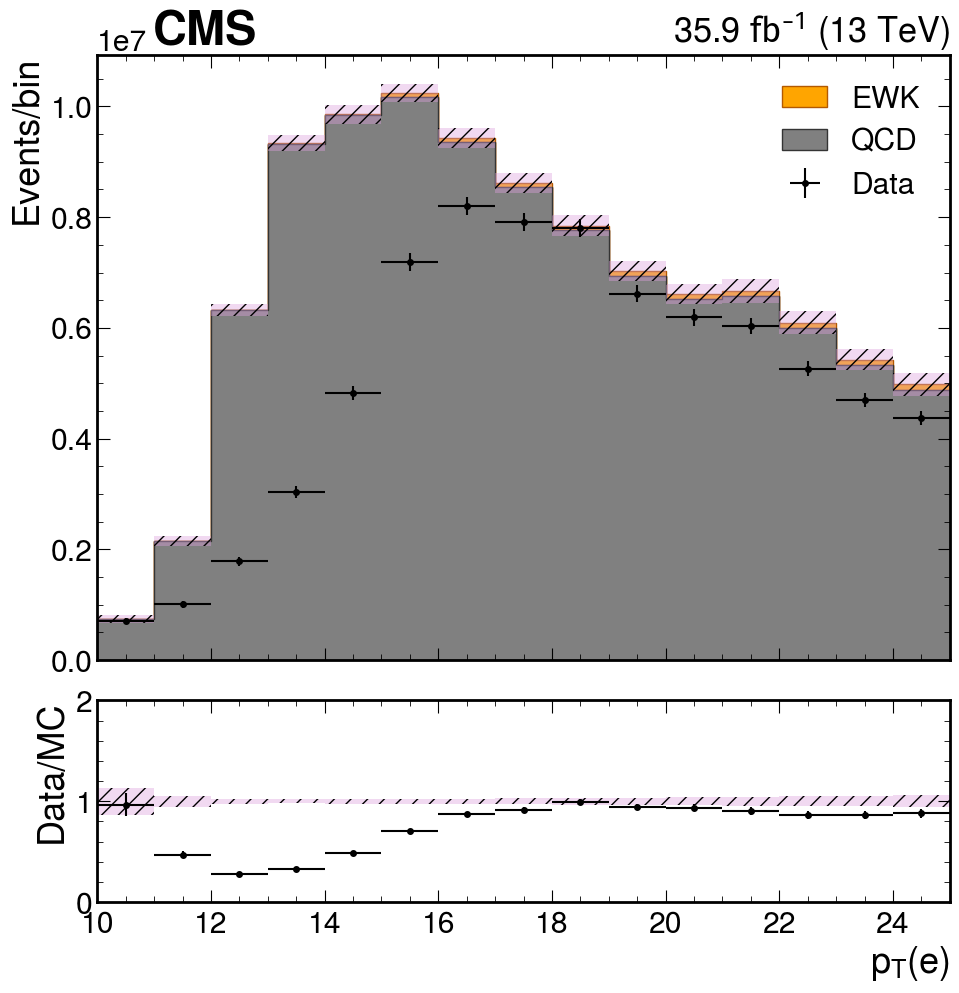 1e7 CMS 35.9 fb⁻¹ (13 TeV)
Events/bin
1.0
0.8
0.6
0.4
0.2
0.0
EWK
QCD
Data
Data/MC
2
1
0
10 12 14 16 18 20 22 24
p_T(e)